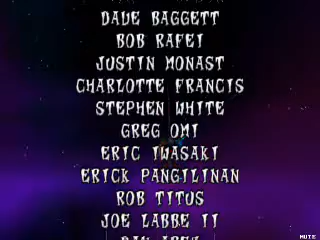 DAVE BAGGETT
BOB RAFEI
JUSTIN MONAST
CHARLOTTE FRANCIS
STEPHEN WHITE
GREG OMI
ERIC IWASAKI
ERICK PANGILINAN
ROB TITUS
JOE LABBE II